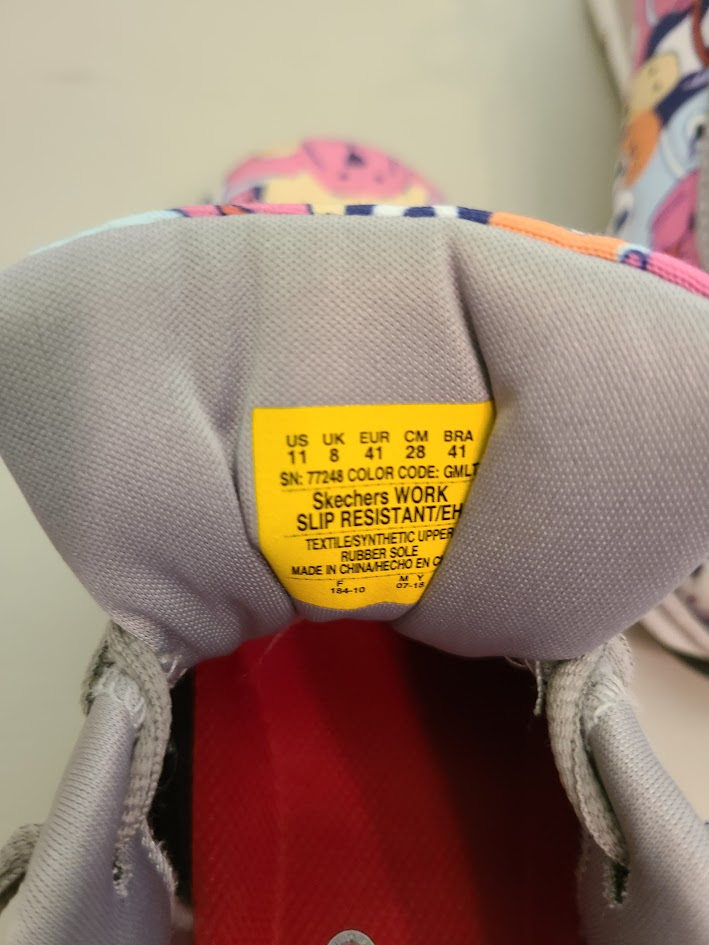 US UK EUR CM BRA
11 8 41 28 41
SN: 77248 COLOR CODE: GMLT
Skechers WORK
SLIP RESISTANT/EH
TEXTILE/SYNTHETIC UPPER
RUBBER SOLE
MADE IN CHINA/HECHO EN
F M Y
184-10 07-18